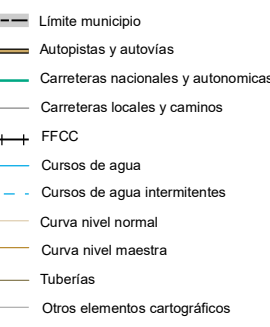 Límite municipio
Autopistas y autovías
Carreteras nacionales y autonomicas
Carreteras locales y caminos
FFCC
Cursos de agua
Cursos de agua intermitentes
Curva nivel normal
Curva nivel maestra
Tuberías
Otros elementos cartográficos